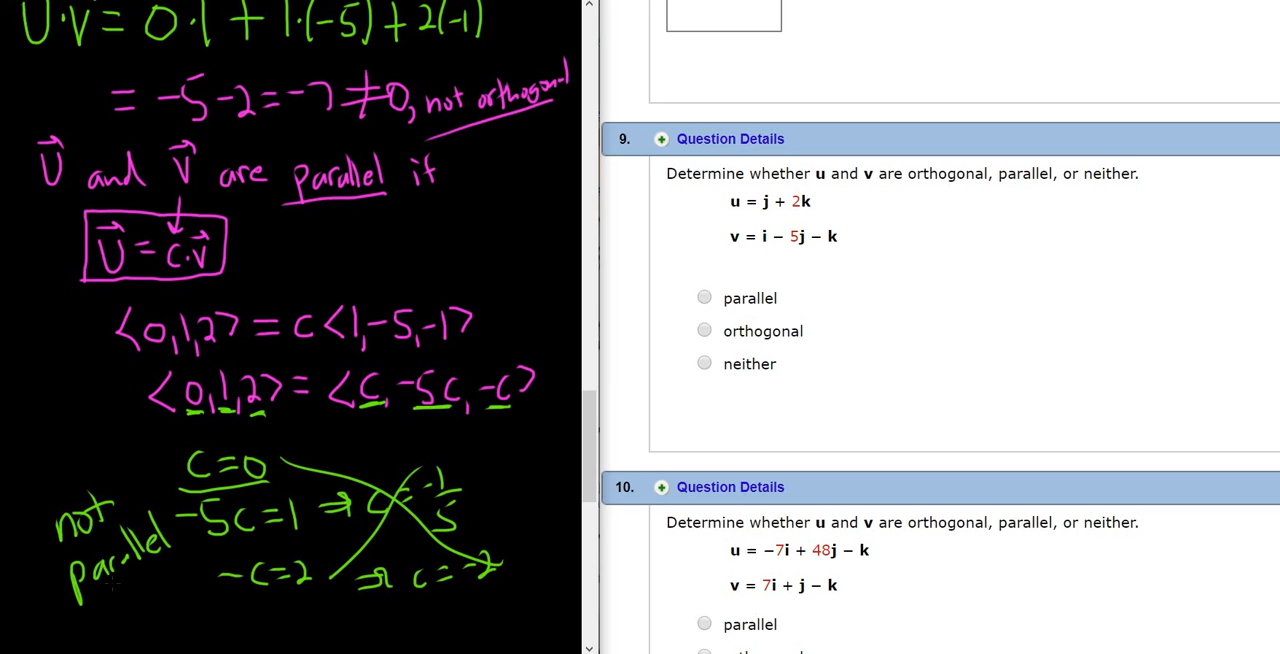 U·V = 0·1 + 1·(-5) + 2(-1)
= -5-2 = -7 ≠ 0, not orthogonal
U and V are parallel if
U = C·V
<0,1,2> = C<1,-5,-1>
<0,1,2> = <C,-5C,-C>
C=0
-5C=1 ⇒ C=-1/5
not parallel
-C=2 ⇒ C=-2
9. Question Details
Determine whether u and v are orthogonal, parallel, or neither.
u = j + 2k
v = i − 5j − k
parallel
orthogonal
neither
10. Question Details
Determine whether u and v are orthogonal, parallel, or neither.
u = −7i + 48j − k
v = 7i + j − k
parallel